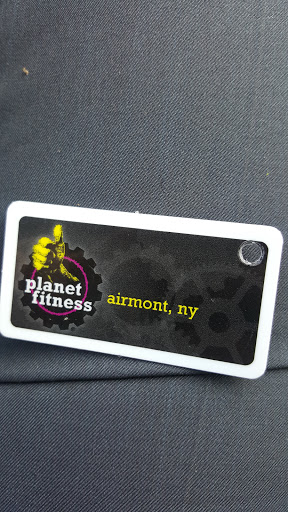 planet
fitness
airmont, ny